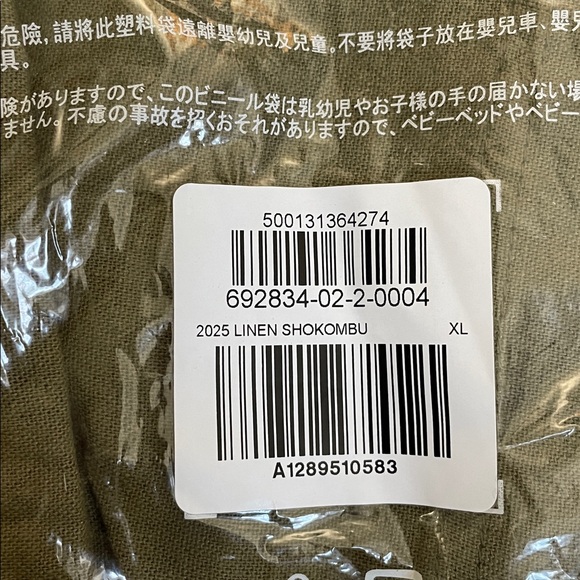 危險,請將此塑料袋遠離嬰幼兒及兒童。不要將袋子放在嬰兒車、嬰兒
具。
険がありますので、このビニール袋は乳幼児やお子様の手の届かない場
ません。不慮の事故を招くおそれがありますので、ベビーベッドやベビー
500131364274
692834-02-2-0004
2025 LINEN SHOKOMBU XL
A1289510583